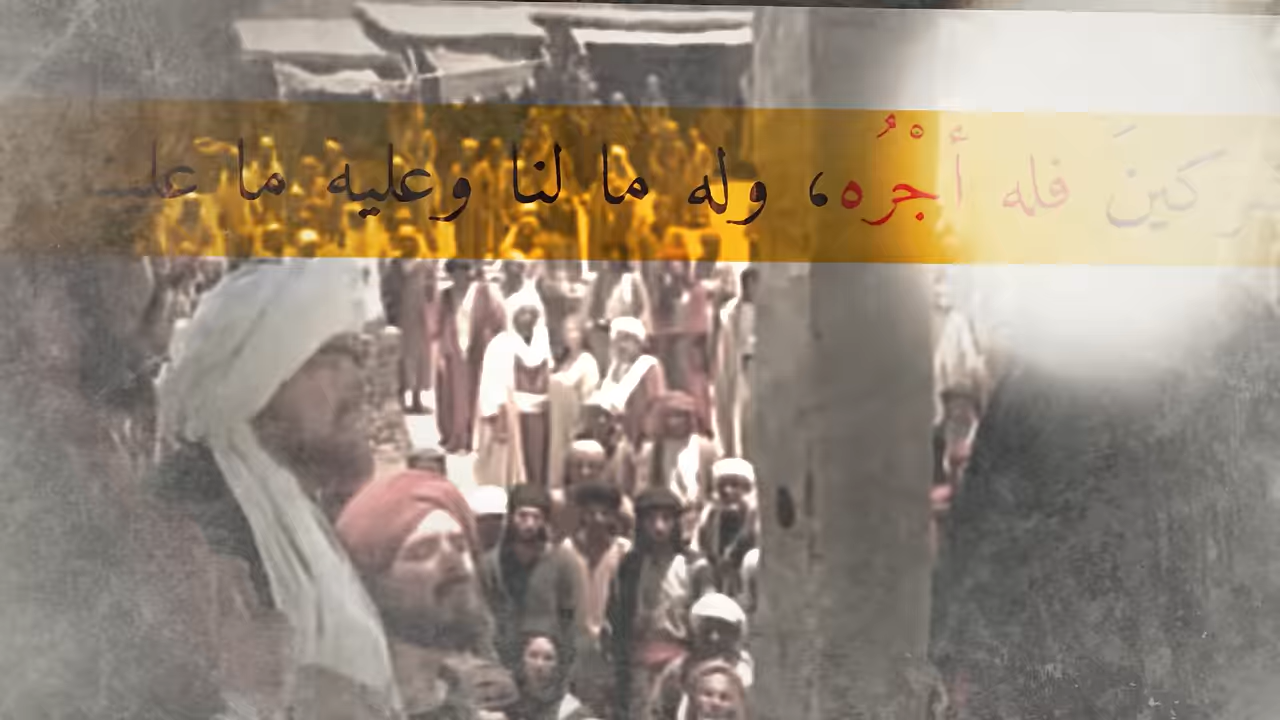 فله أجْرُه، وله ما لنا وعليه ما